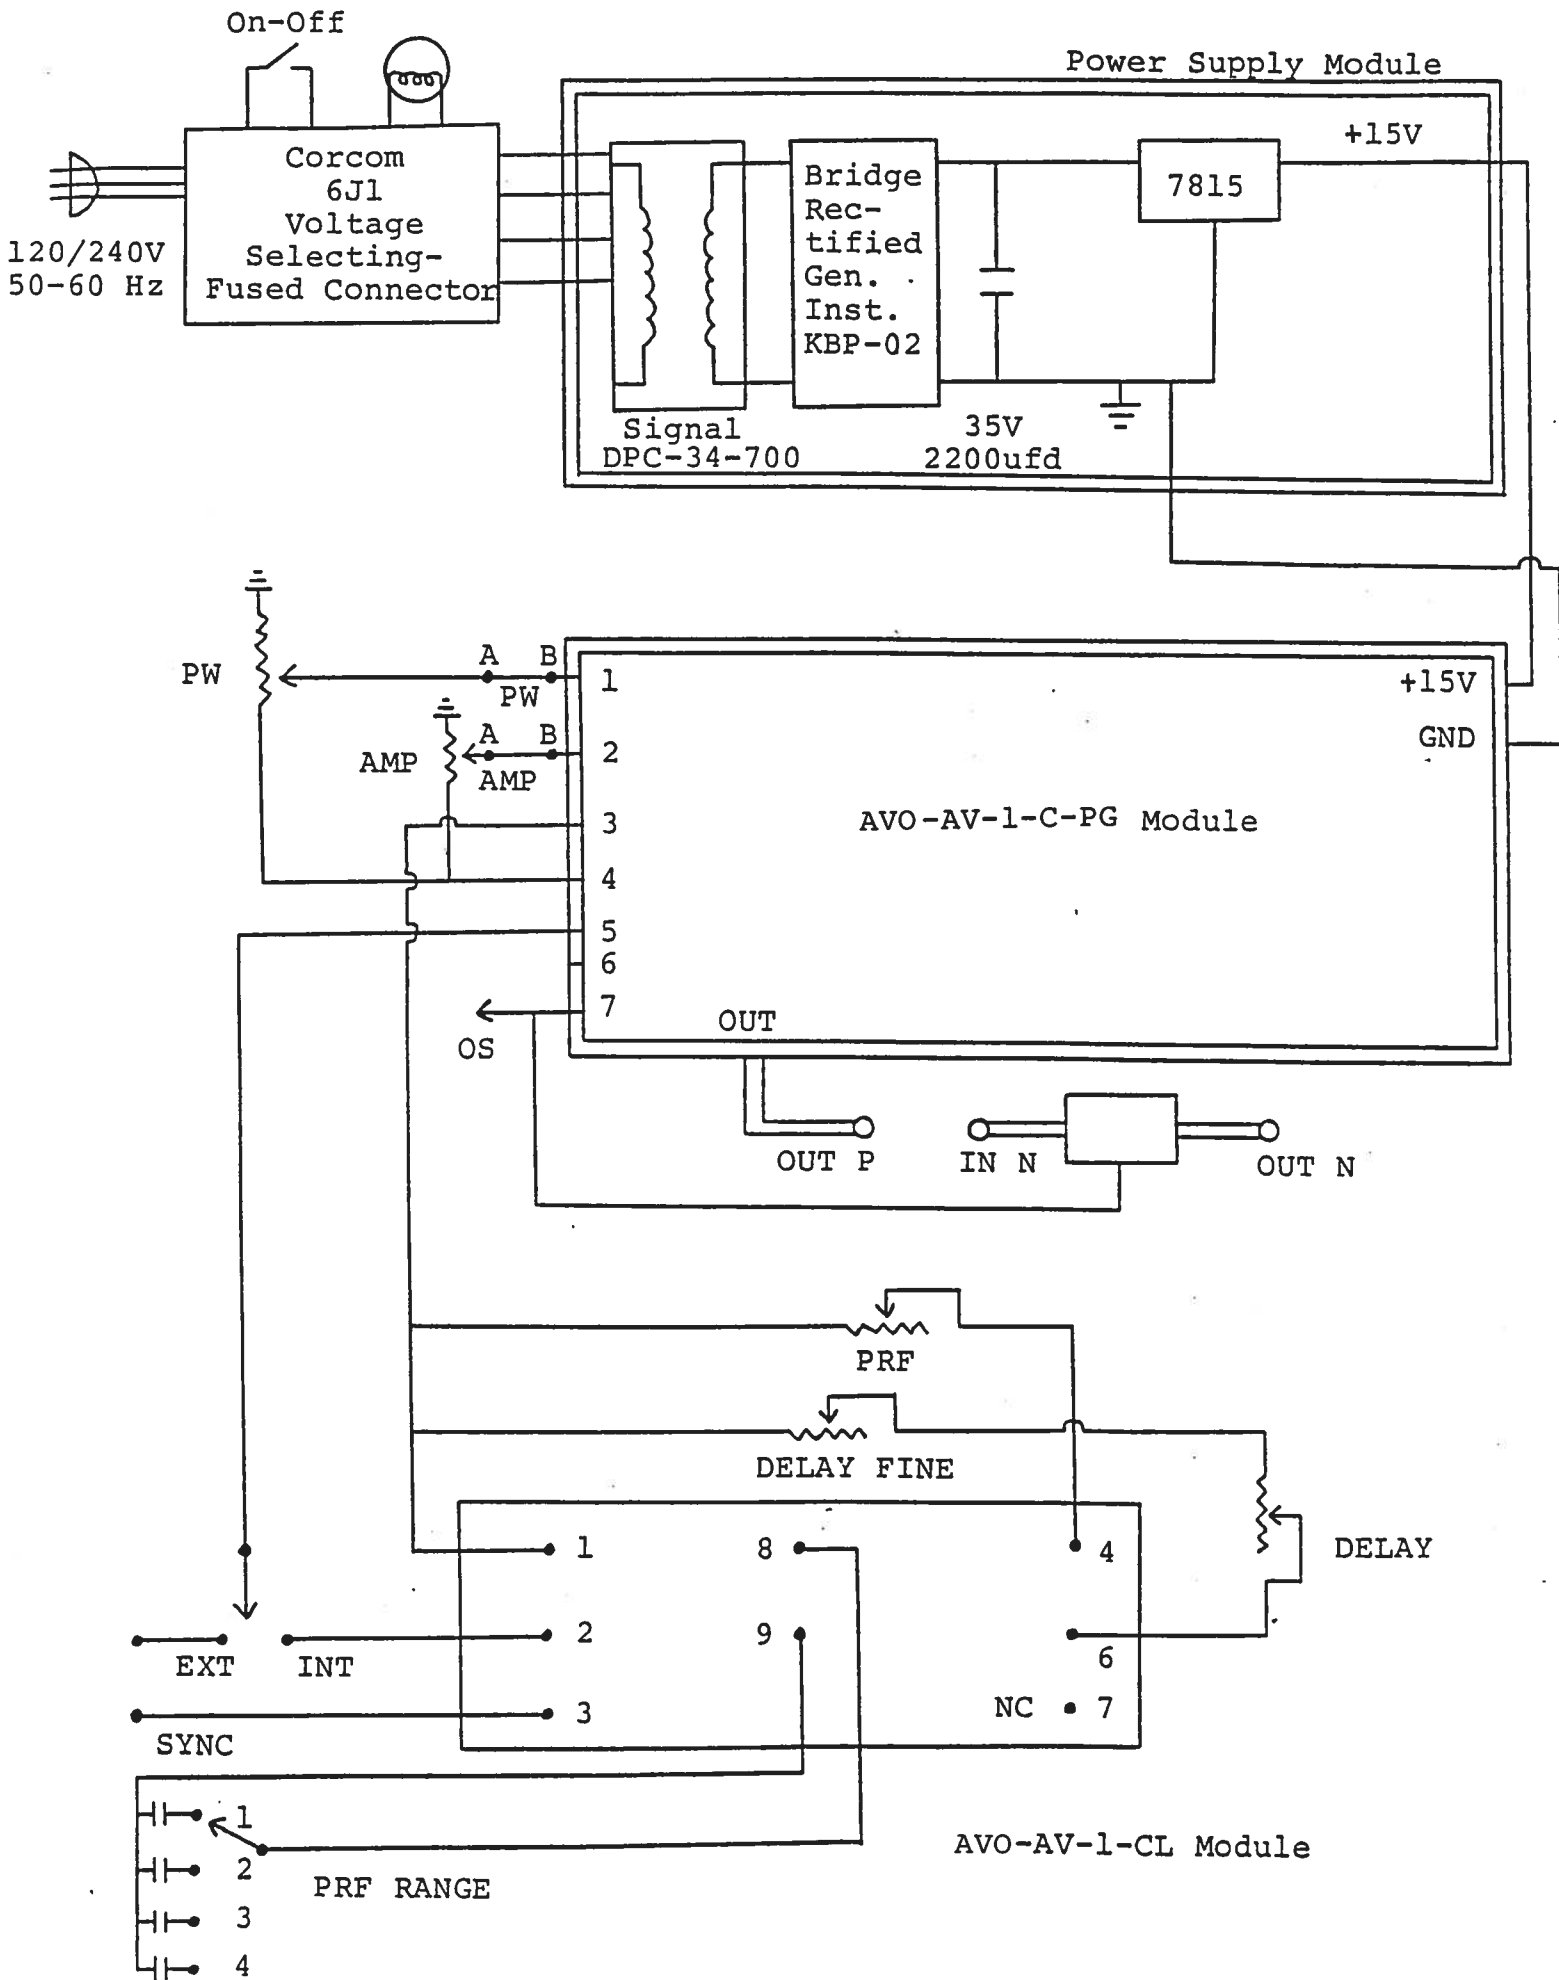 On-Off
Power Supply Module
+15V
Corcom
6J1
Voltage
Selecting-
Fused Connector
120/240V
50-60 Hz
Bridge
Rec-
tified
Gen.
Inst.
KBP-02
7815
Signal
DPC-34-700
35V
2200ufd
PW
A B
PW
1
+15V
AMP
A B
AMP
2
GND
3
AVO-AV-1-C-PG Module
4
5
6
7
OS
OUT
OUT P
IN N
OUT N
PRF
DELAY FINE
DELAY
1
8
4
2
9
6
EXT
INT
3
NC
7
SYNC
1
2
3
4
PRF RANGE
AVO-AV-1-CL Module